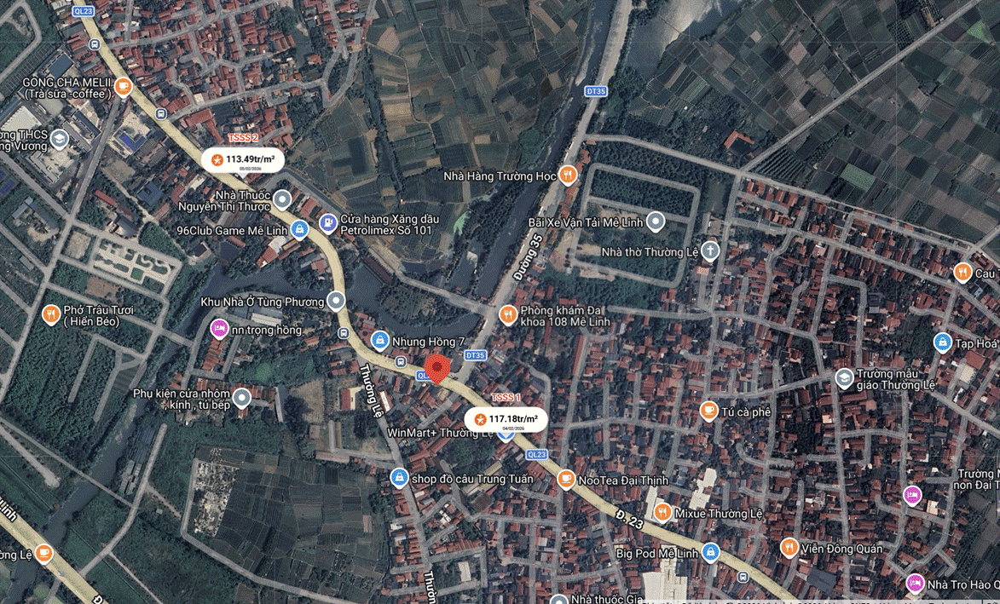 QL23
GONG CHA MELII
(Trà sữa -coffee )
ờng THCS
ng Vương
TSSS 2
113.49tr/m²
05/02/2026
Nhà Thuốc
Nguyễn Thị Thược
96Club Game Mê Linh
Cửa hàng Xăng dầu
Petrolimex Số 101
DT35
Nhà Hàng Trường Học
Bãi Xe Vận Tải Mê Linh
Nhà thờ Thường Lệ
Đường 35
Cau
Khu Nhà Ở Tùng Phương
Phở Trâu Tươi
( Hiển Béo)
nn trọng hồng
Phòng khám Đa
khoa 108 Mê Linh
Nhung Hồng 7
DT35
Tạp Hoá
QL
Thường Lệ
Trường mẫu
giáo Thường Lệ
Phụ kiện cửa nhôm
, kính , tủ bếp
TSSS 1
117.18tr/m²
04/02/2026
Tú cà phê
WinMart+ Thường Lệ
QL23
shop đồ câu Trung Tuấn
NooTea Đại Thịnh
Trường M
non Đại T
Đ. 23
Mixue Thường Lệ
Linh
ờng Lệ
Big Pod Mê Linh
Viễn Đông Quán
Nhà Trọ Hào
Thườn
Nhà thuốc Gia